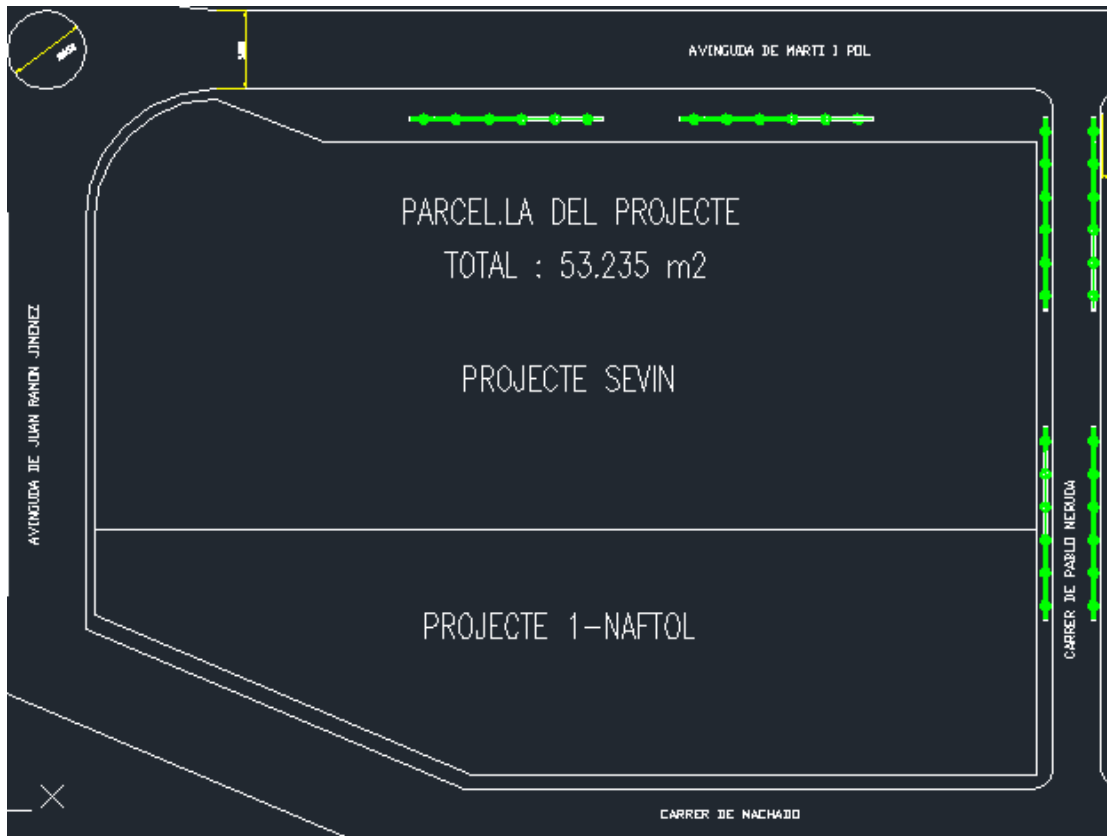 AVINGUDA DE MARTI I POL
PARCEL.LA DEL PROJECTE
TOTAL : 53.235 m2
PROJECTE SEVIN
AVINGUDA DE JUAN RAMON JIMENEZ
CARRER DE PABLO NERUDA
PROJECTE 1-NAFTOL
CARRER DE MACHADO